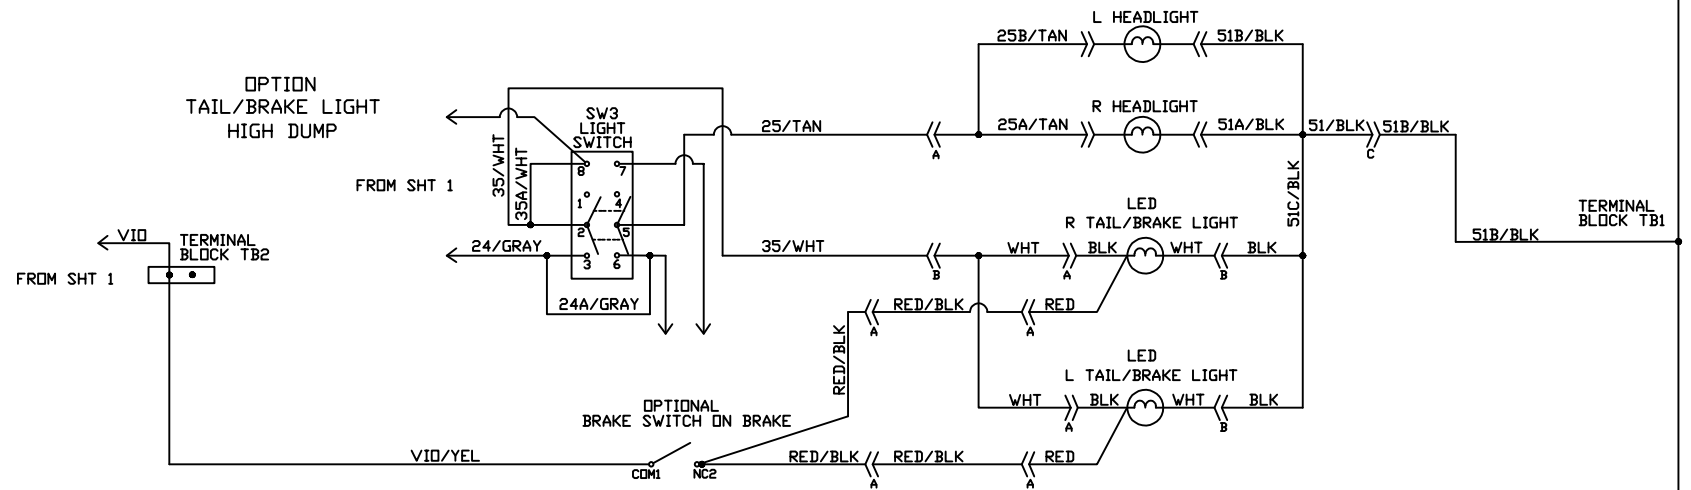 L HEADLIGHT
25B/TAN
51B/BLK
OPTION
TAIL/BRAKE LIGHT
HIGH DUMP
SW3
LIGHT
SWITCH
R HEADLIGHT
25/TAN
A
25A/TAN
51A/BLK
51/BLK
C
51B/BLK
35/WHT
35A/WHT
8
7
1
4
2
5
3
6
FROM SHT 1
51C/BLK
TERMINAL
BLOCK TB1
51B/BLK
LED
R TAIL/BRAKE LIGHT
VIO
TERMINAL
BLOCK TB2
24/GRAY
35/WHT
B
WHT
A
BLK
WHT
B
BLK
FROM SHT 1
24A/GRAY
RED/BLK
A
RED/BLK
A
RED
LED
L TAIL/BRAKE LIGHT
WHT
A
BLK
WHT
B
BLK
OPTIONAL
BRAKE SWITCH ON BRAKE
VIO/YEL
COM1
NC2
RED/BLK
A
RED/BLK
A
RED